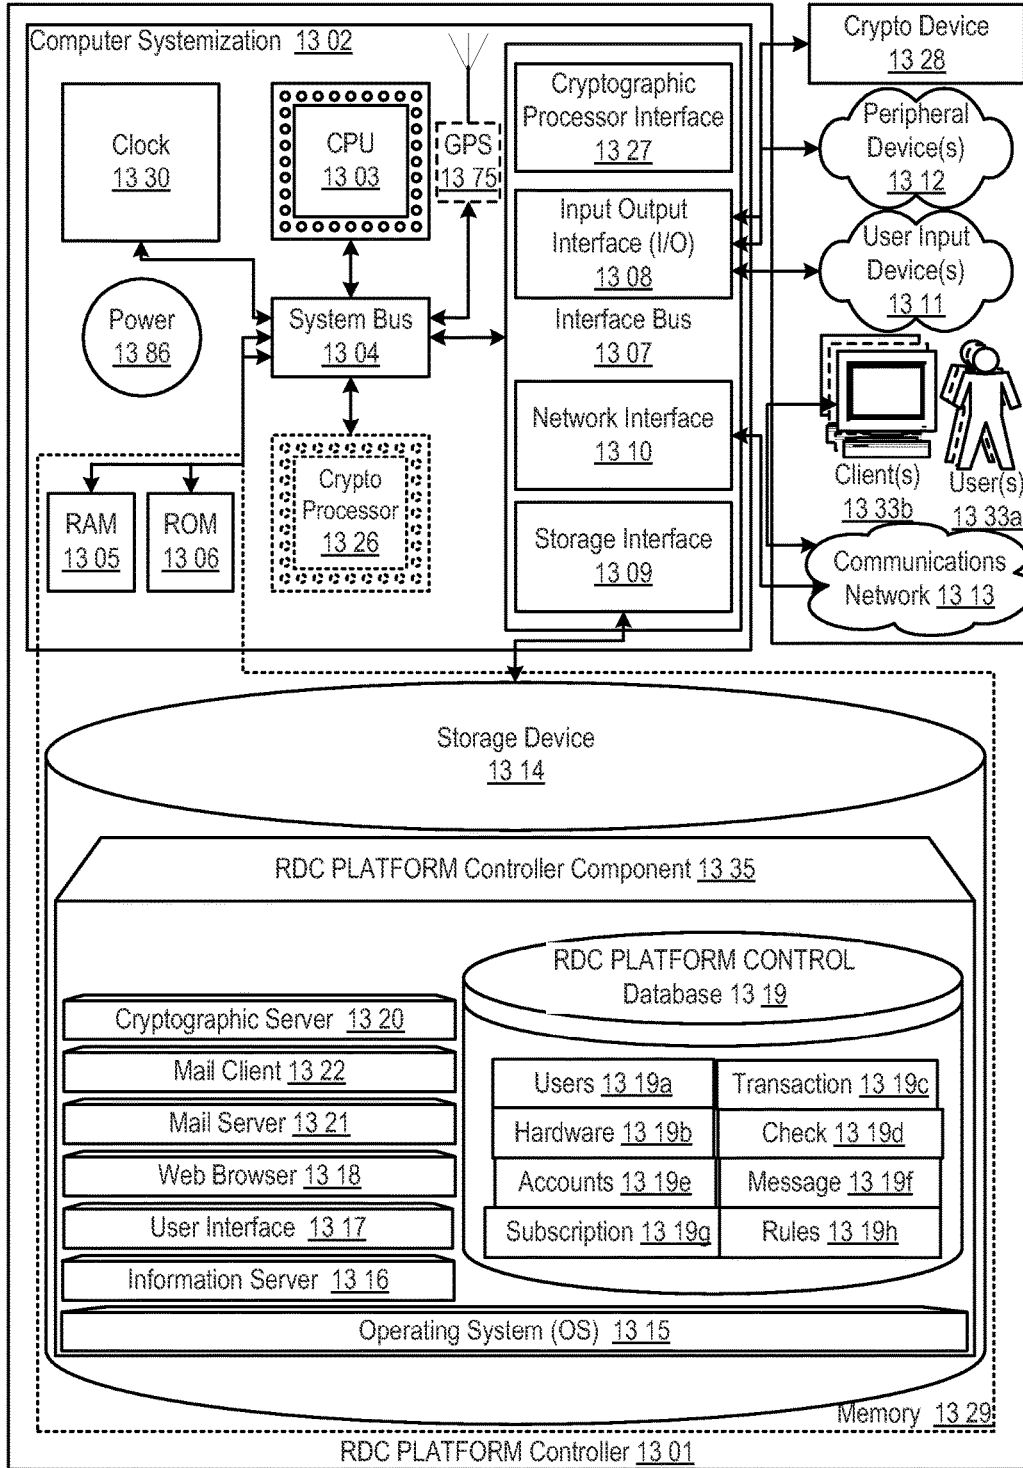 Computer Systemization 13 02
Crypto Device
13 28
Clock
13 30
CPU
13 03
GPS
13 75
Cryptographic
Processor Interface
13 27
Peripheral
Device(s)
13 12
Input Output
Interface (I/O)
13 08
User Input
Device(s)
13 11
Power
13 86
System Bus
13 04
Interface Bus
13 07
Network Interface
13 10
Client(s)
13 33b
User(s)
13 33a
Crypto
Processor
13 26
RAM
13 05
ROM
13 06
Storage Interface
13 09
Communications
Network 13 13
Storage Device
13 14
RDC PLATFORM Controller Component 13 35
RDC PLATFORM CONTROL
Database 13 19
Cryptographic Server 13 20
Mail Client 13 22
Mail Server 13 21
Web Browser 13 18
User Interface 13 17
Information Server 13 16
Users 13 19a
Transaction 13 19c
Hardware 13 19b
Check 13 19d
Accounts 13 19e
Message 13 19f
Subscription 13 19g
Rules 13 19h
Operating System (OS) 13 15
Memory 13 29
RDC PLATFORM Controller 13 01